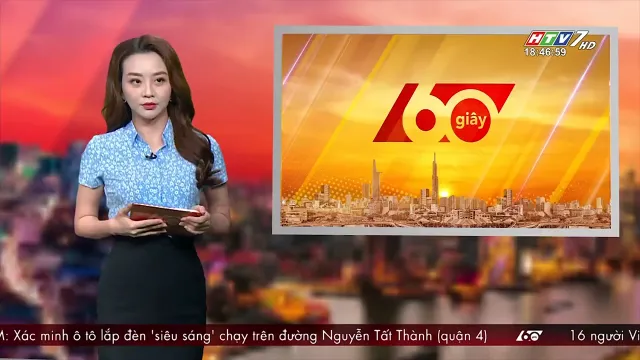 HTV7 HD
18:46:59
60 giây
M: Xác minh ô tô lắp đèn 'siêu sáng' chạy trên đường Nguyễn Tất Thành (quận 4) 60 16 người Vi